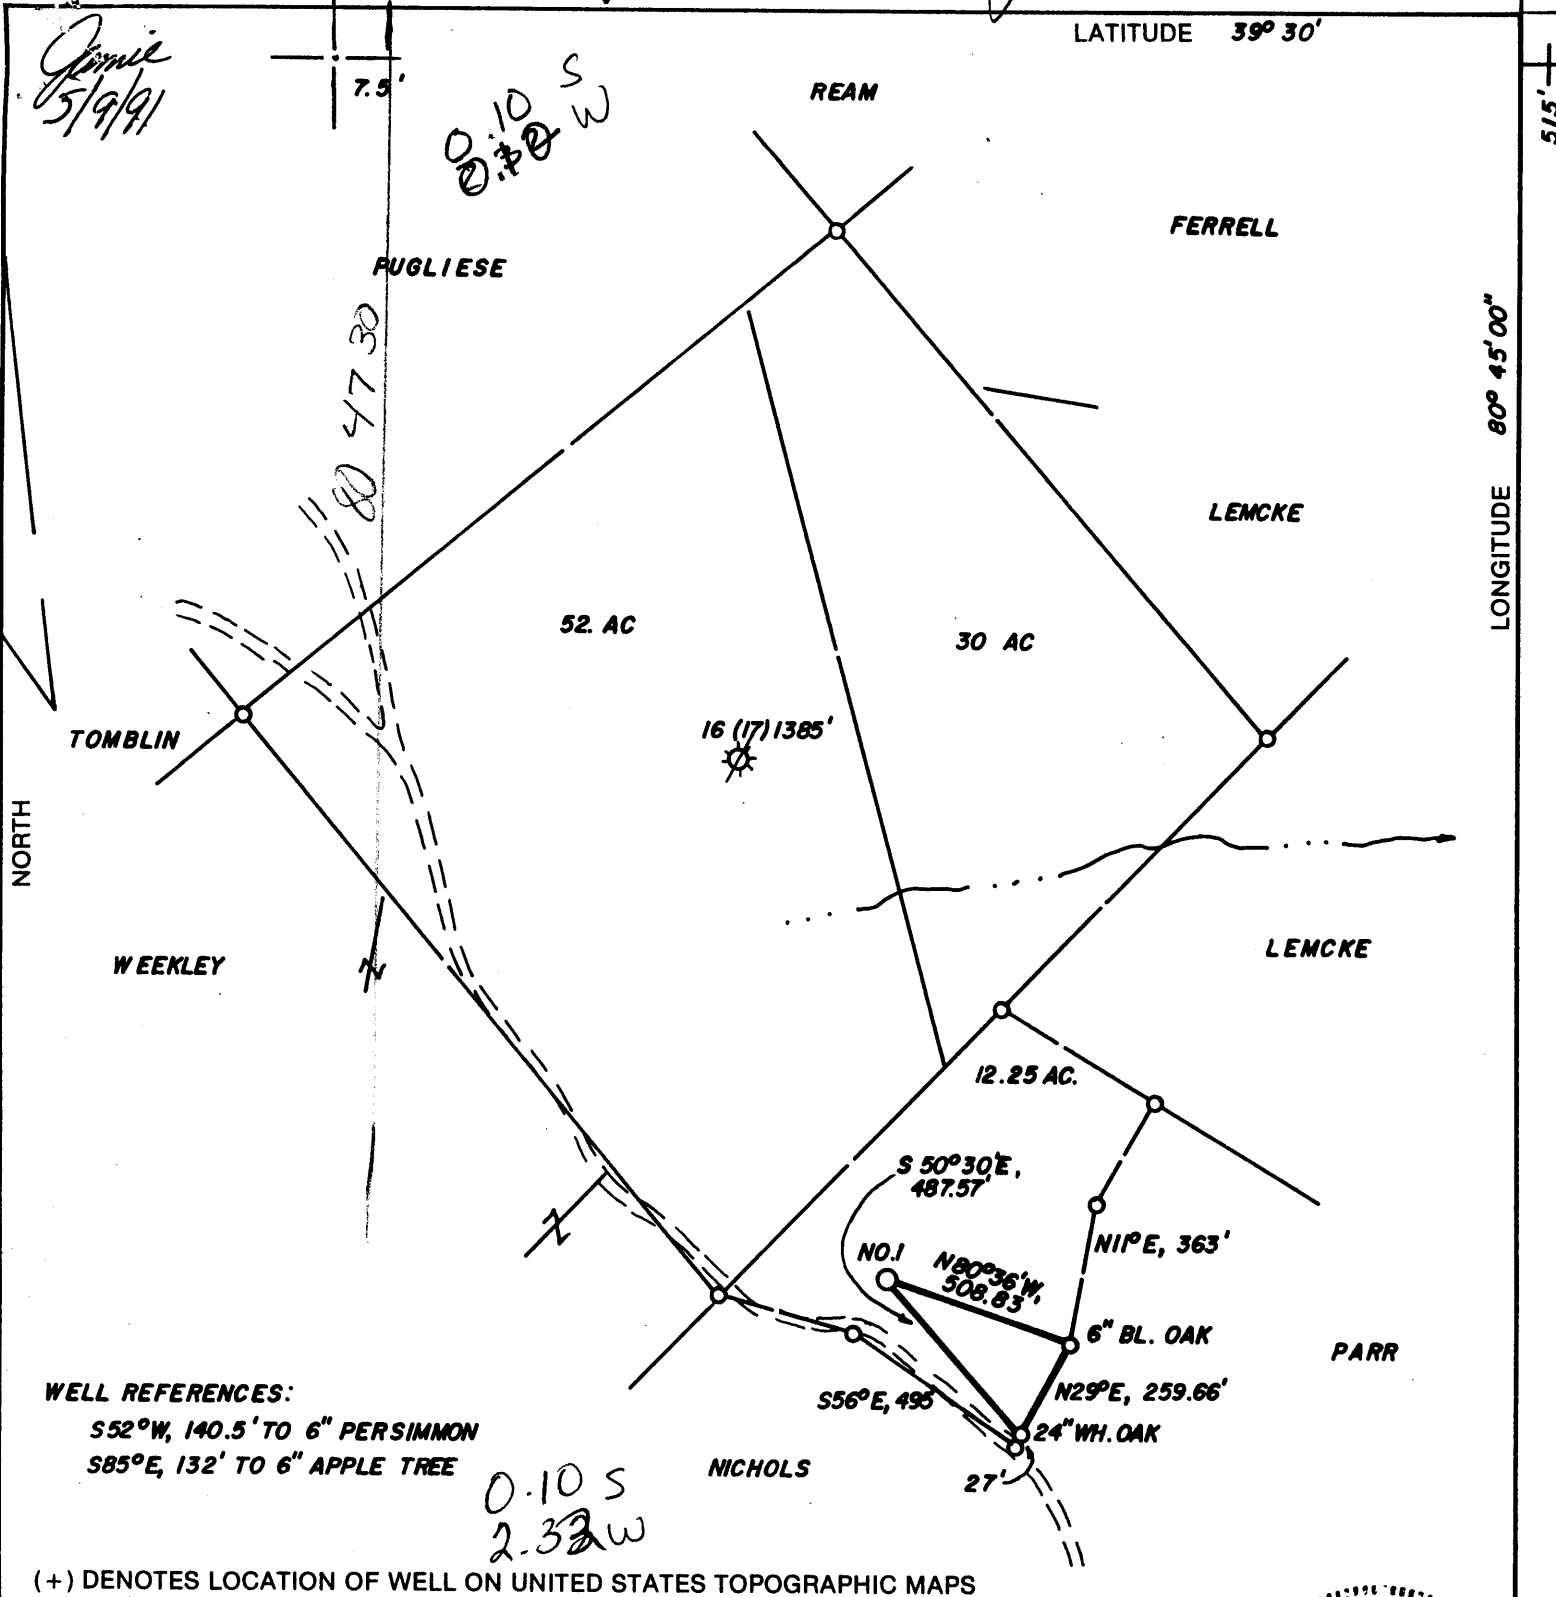 LATITUDE 39° 30'
Jamie
5/9/91
7.5'
515'
0.10 S
W
REAM
FERRELL
PUGLIESE
80 47 30
LONGITUDE 80° 45' 00"
LEMCKE
52. AC
30 AC
16 (17) 1385'
TOMBLIN
NORTH
WEEKLEY
N
LEMCKE
12.25 AC.
S 50°30'E,
487.57'
N
NO.1
N80°36'W,
508.83'
N11°E, 363'
6" BL. OAK
PARR
S56°E, 495'
N29°E, 259.66'
24" WH. OAK
27'
WELL REFERENCES:
S52°W, 140.5' TO 6" PERSIMMON
S85°E, 132' TO 6" APPLE TREE
NICHOLS
0.10 S
2.32 W
(+) DENOTES LOCATION OF WELL ON UNITED STATES TOPOGRAPHIC MAPS